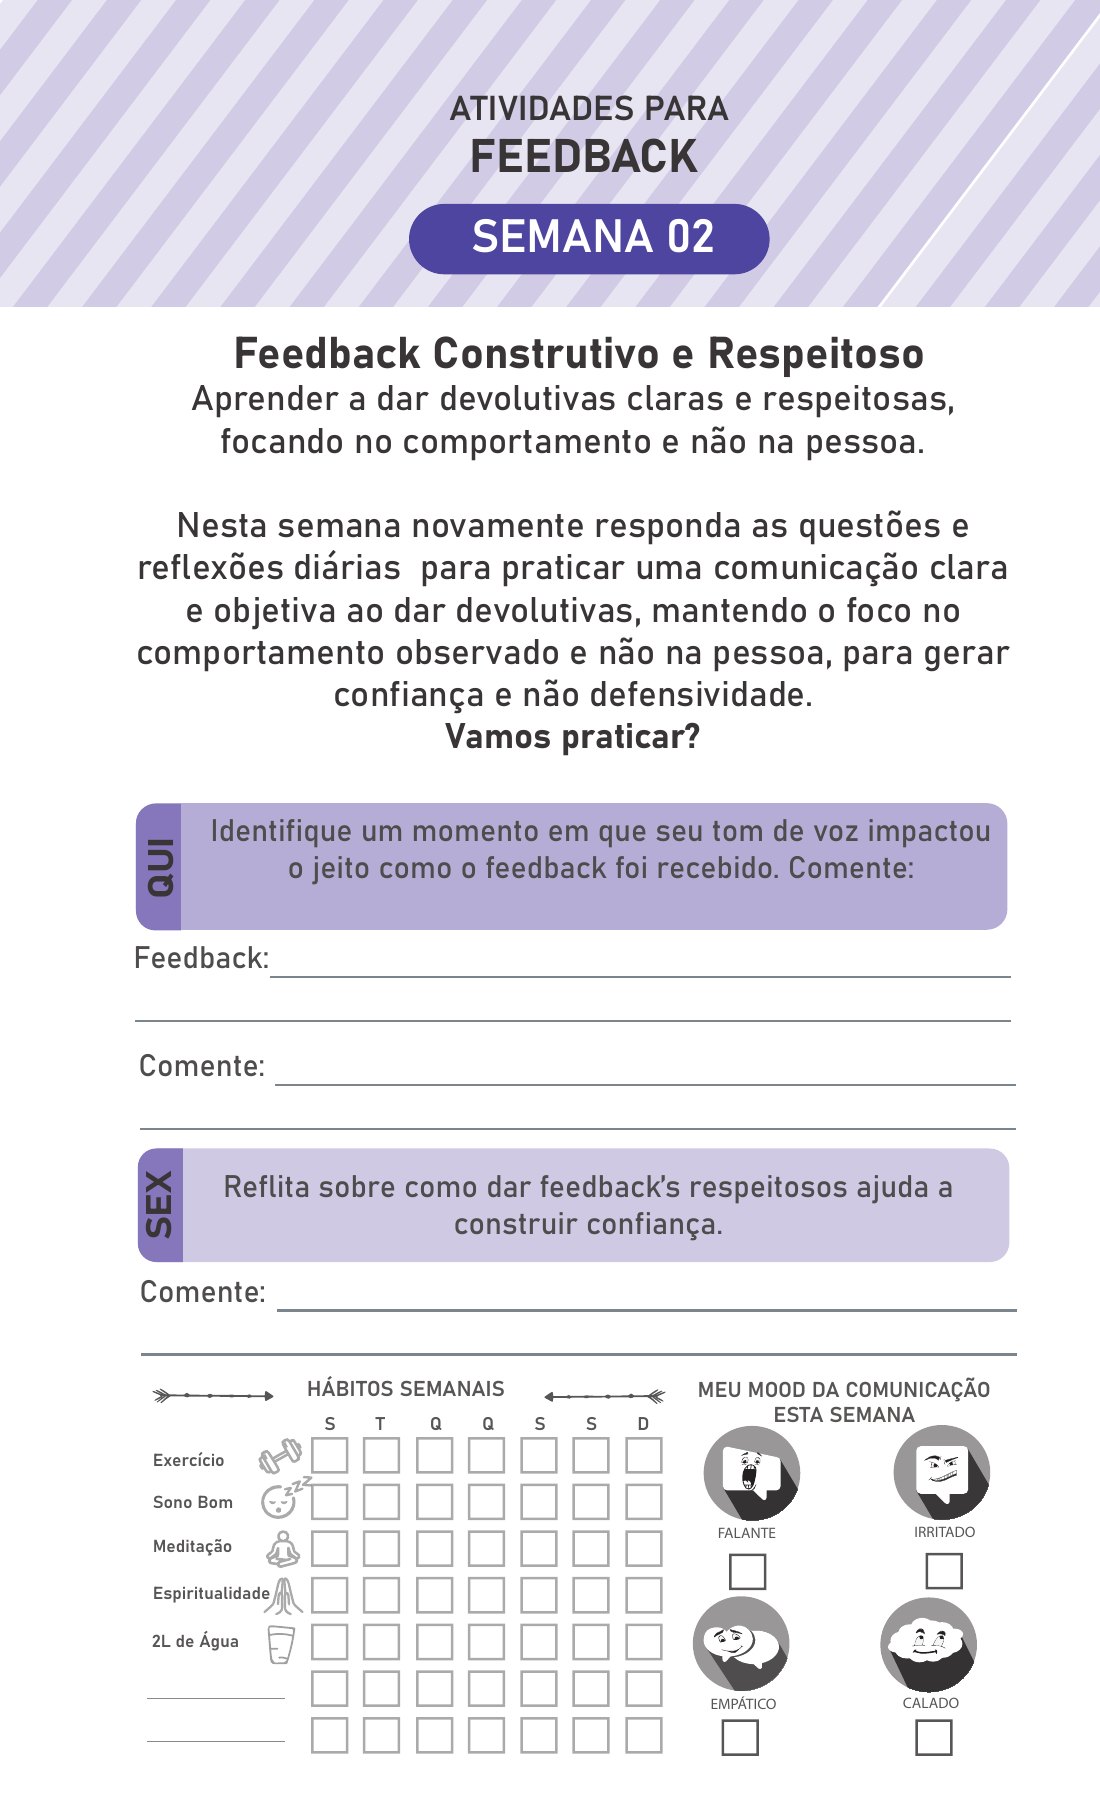 ATIVIDADES PARA
FEEDBACK
SEMANA 02
Feedback Construtivo e Respeitoso
Aprender a dar devolutivas claras e respeitosas,
focando no comportamento e não na pessoa.
Nesta semana novamente responda as questões e
reflexões diárias para praticar uma comunicação clara
e objetiva ao dar devolutivas, mantendo o foco no
comportamento observado e não na pessoa, para gerar
confiança e não defensividade.
Vamos praticar?
QUI
Identifique um momento em que seu tom de voz impactou
o jeito como o feedback foi recebido. Comente:
Feedback:
Comente:
SEX
Reflita sobre como dar feedback’s respeitosos ajuda a
construir confiança.
Comente:
HÁBITOS SEMANAIS
S T Q Q S S D
Exercício
Sono Bom
zzz
Meditação
Espiritualidade
2L de Água
MEU MOOD DA COMUNICAÇÃO
ESTA SEMANA
FALANTE
IRRITADO
EMPÁTICO
CALADO